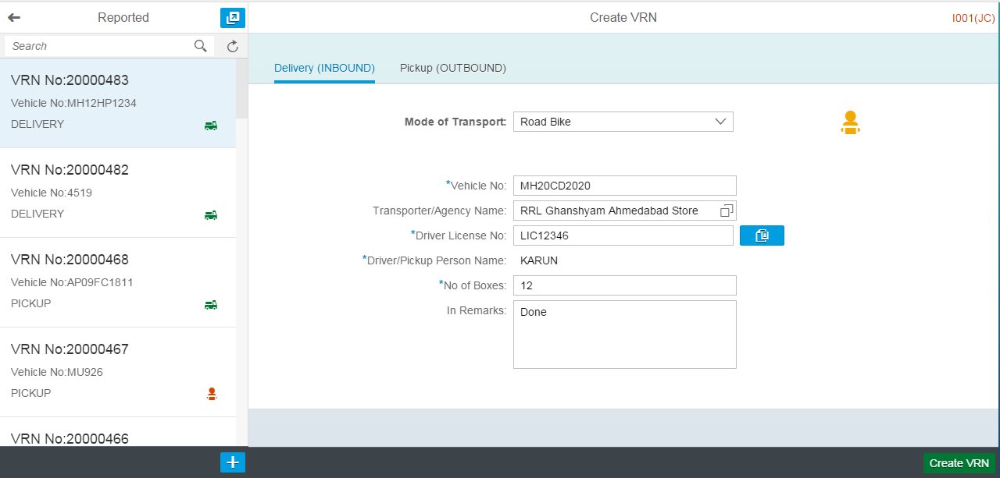 Reported
Create VRN
I001(JC)
Search
VRN No:20000483
Vehicle No:MH12HP1234
DELIVERY
VRN No:20000482
Vehicle No:4519
DELIVERY
VRN No:20000468
Vehicle No:AP09FC1811
PICKUP
VRN No:20000467
Vehicle No:MU926
PICKUP
VRN No:20000466
Delivery (INBOUND)
Pickup (OUTBOUND)
Mode of Transport: Road Bike
*Vehicle No: MH20CD2020
Transporter/Agency Name: RRL Ghanshyam Ahmedabad Store
*Driver License No: LIC12346
*Driver/Pickup Person Name: KARUN
*No of Boxes: 12
In Remarks: Done
Create VRN